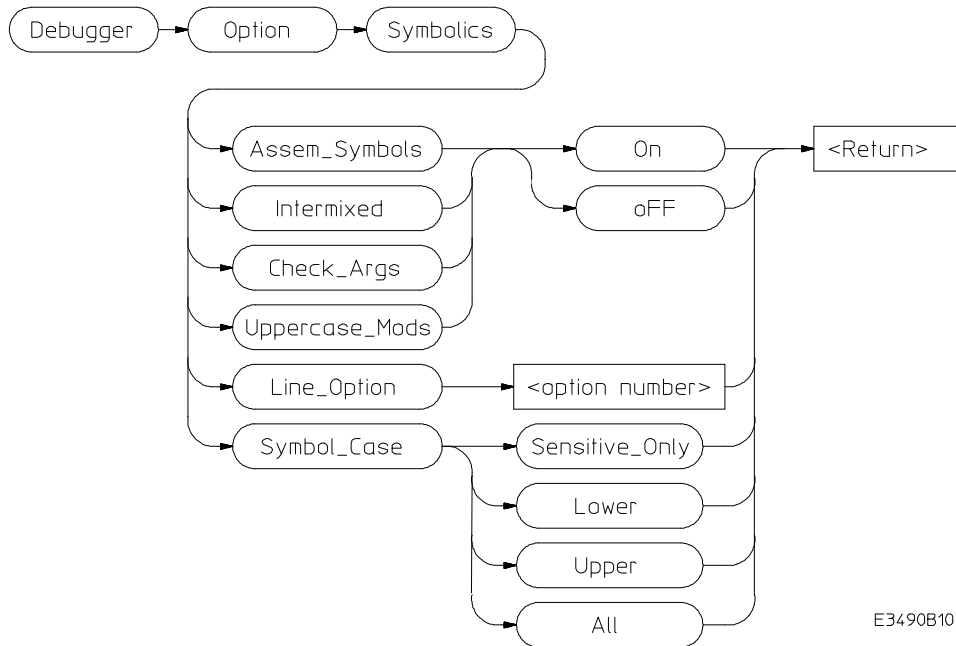 Debugger Option Symbolics
Assem_Symbols On <Return>
Intermixed oFF
Check_Args
Uppercase_Mods
Line_Option <option number>
Symbol_Case Sensitive_Only
Lower
Upper
All
E3490B10